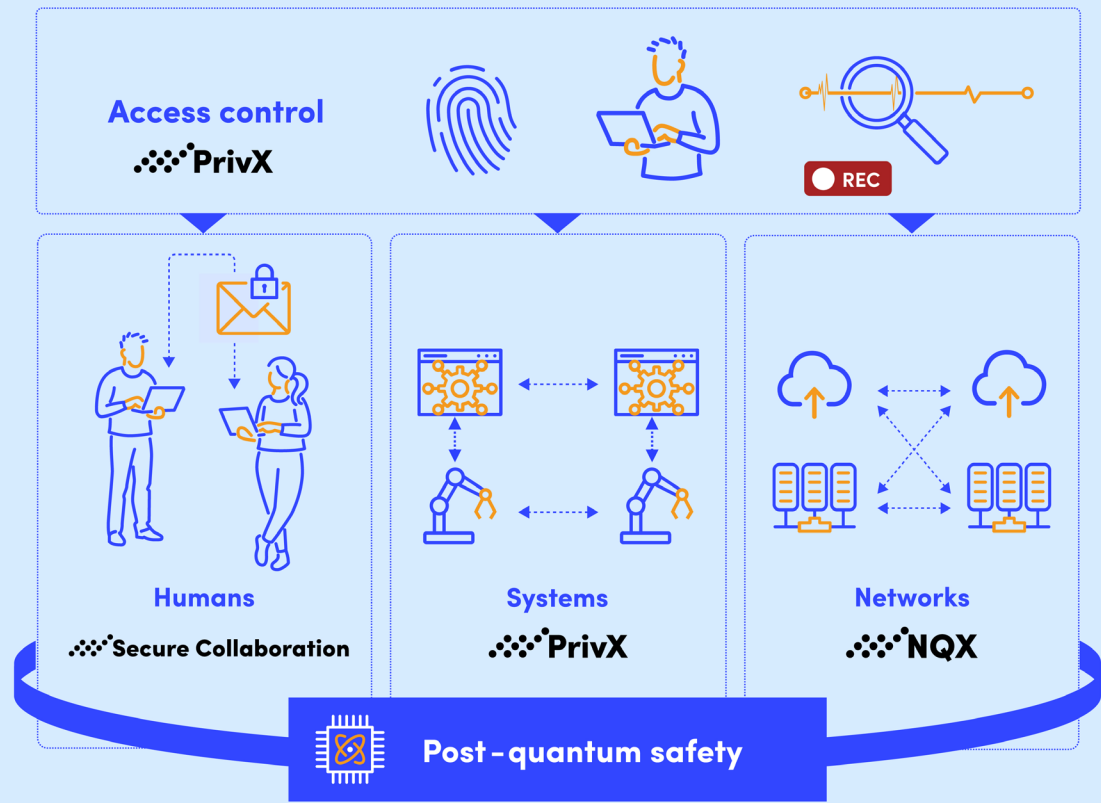 Access control
PrivX
REC
Humans
Secure Collaboration
Systems
PrivX
Networks
NQX
Post-quantum safety